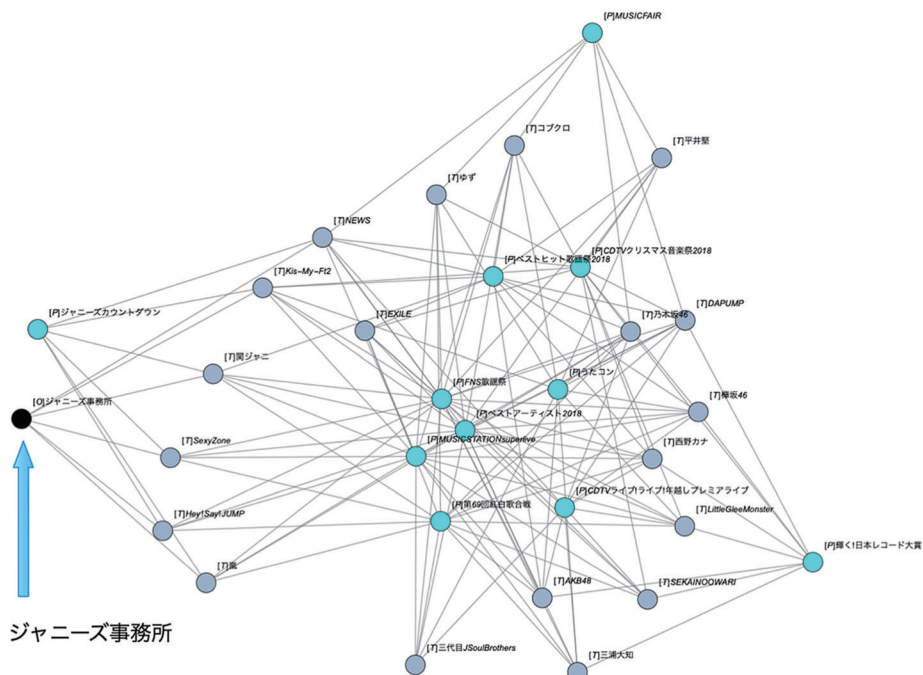 [P]MUSICFAIR
[T]コブクロ
[T]平井堅
[T]ゆず
[T]NEWS
[P]CDTVクリスマス音楽祭2018
[P]ベストヒット歌謡祭2018
[T]Kis-My-Ft2
[P]ジャニーズカウントダウン
[T]EXILE
[T]乃木坂46
[T]DAPUMP
[T]関ジャニ
[P]FNS歌謡祭
[P]うたコン
[O]ジャニーズ事務所
[T]欅坂46
[P]ベストアーティスト2018
[T]SexyZone
[P]MUSICSTATIONsupereve
[T]西野カナ
[P]CDTVライブ!ライブ!年越しプレミアライブ
[P]第69回紅白歌合戦
[T]Hey!Say!JUMP
[T]LittleGleeMonster
[P]輝く!日本レコード大賞
[T]嵐
[T]AKB48
[T]SEKAINOOWARI
ジャニーズ事務所
[T]三代目JSoulBrothers
[T]三浦大知